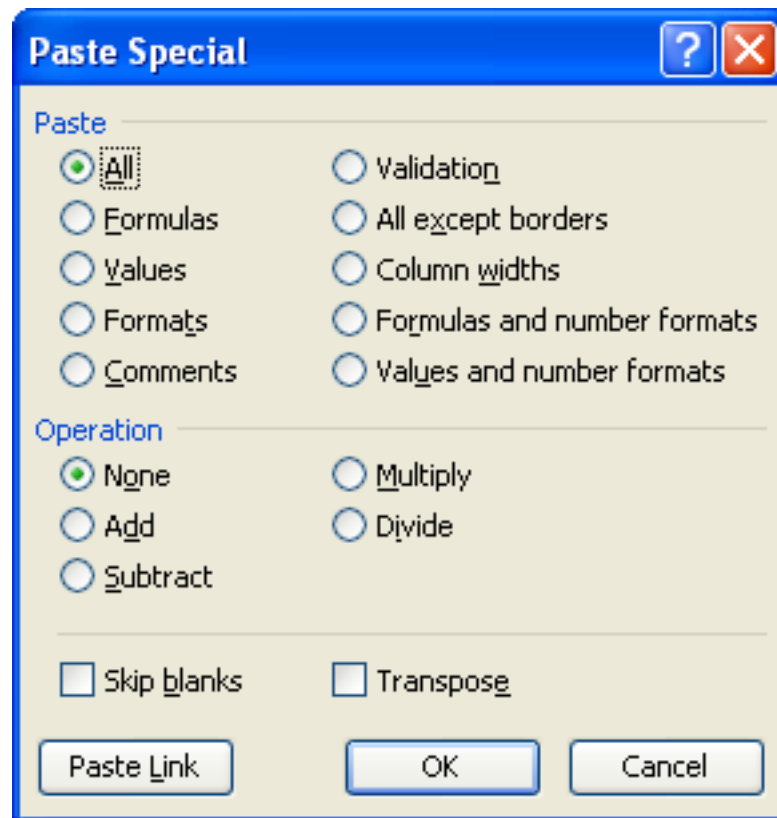 Paste Special ?
Paste
All Validation
Formulas All except borders
Values Column widths
Formats Formulas and number formats
Comments Values and number formats
Operation
None Multiply
Add Divide
Subtract
Skip blanks Transpose
Paste Link OK Cancel